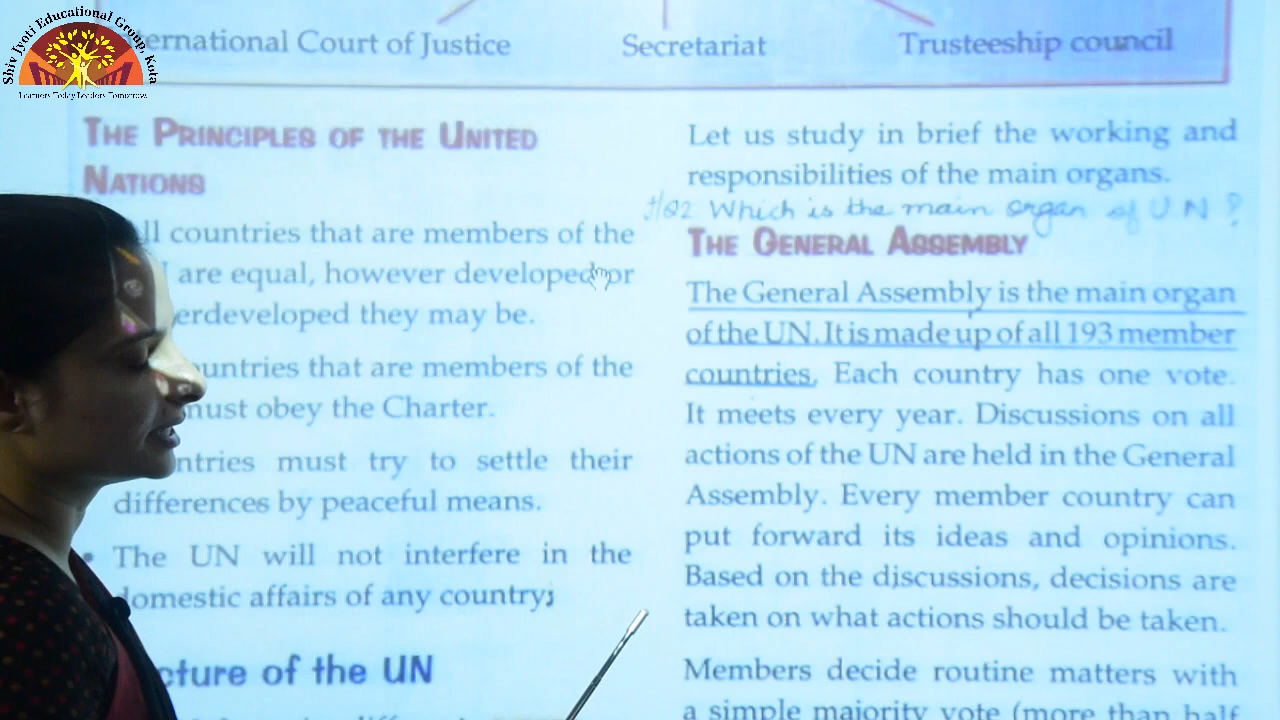 Shiv Jyoti Educational Group, Kota
Learners Today Leaders Tomorrow
ernational Court of Justice
Secretariat
Trusteeship council
THE PRINCIPLES OF THE UNITED
NATIONS
ll countries that are members of the
are equal, however developed or
erdeveloped they may be.
untries that are members of the
must obey the Charter.
ntries must try to settle their
differences by peaceful means.
• The UN will not interfere in the
domestic affairs of any country;
cture of the UN
Let us study in brief the working and
responsibilities of the main organs.
Q2 Which is the main organ of U.N ?
THE GENERAL ASSEMBLY
The General Assembly is the main organ
of the UN. It is made up of all 193 member
countries. Each country has one vote.
It meets every year. Discussions on all
actions of the UN are held in the General
Assembly. Every member country can
put forward its ideas and opinions.
Based on the discussions, decisions are
taken on what actions should be taken.
Members decide routine matters with
a simple majority vote (more than half